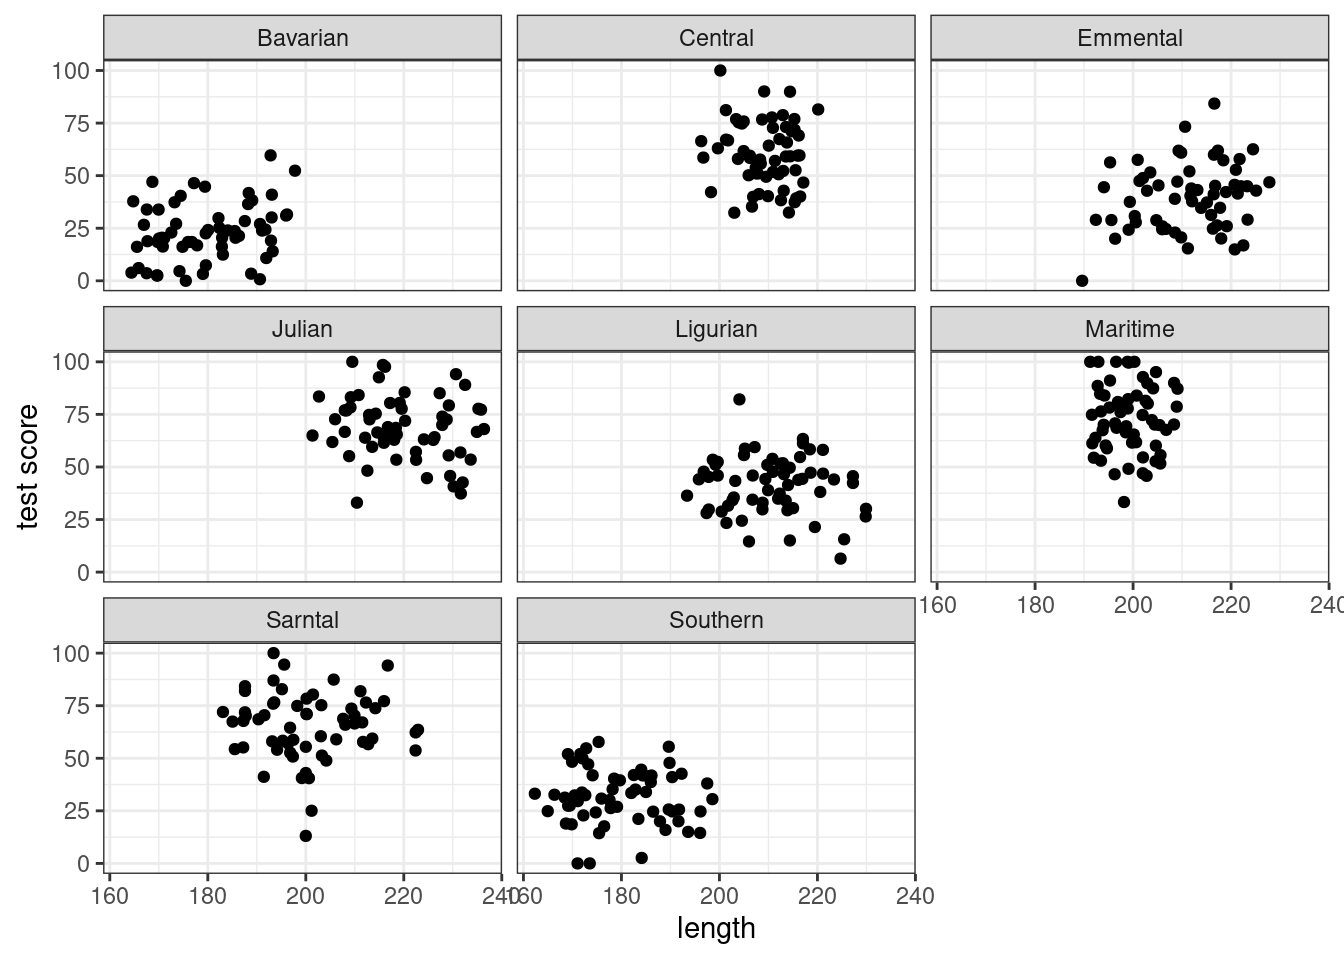 Bavarian Central Emmental
100
75
50
25
0
Julian Ligurian Maritime
100
75
50
25
0
160 180 200 220 240
test score
Sarntal Southern
100
75
50
25
0
160 180 200 220 240 160 180 200 220 240
length